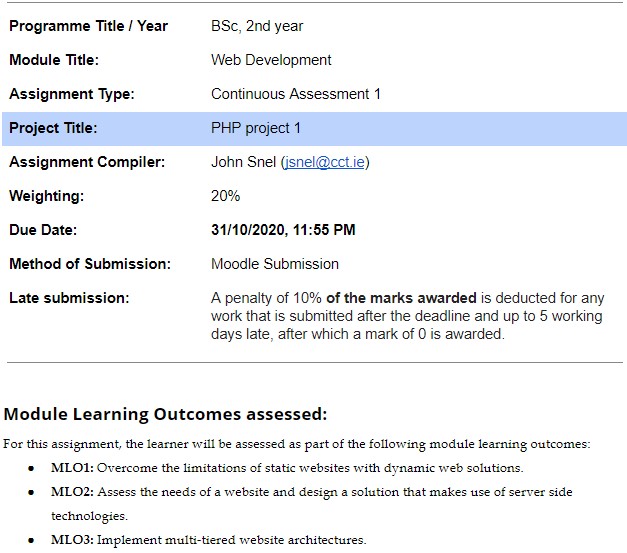 Programme Title / Year BSc, 2nd year
Module Title: Web Development
Assignment Type: Continuous Assessment 1
Project Title: PHP project 1
Assignment Compiler: John Snel (jsnel@cct.ie)
Weighting: 20%
Due Date: 31/10/2020, 11:55 PM
Method of Submission: Moodle Submission
Late submission: A penalty of 10% of the marks awarded is deducted for any
work that is submitted after the deadline and up to 5 working
days late, after which a mark of 0 is awarded.
Module Learning Outcomes assessed:
For this assignment, the learner will be assessed as part of the following module learning outcomes:
● MLO1: Overcome the limitations of static websites with dynamic web solutions.
● MLO2: Assess the needs of a website and design a solution that makes use of server side
technologies.
● MLO3: Implement multi-tiered website architectures.